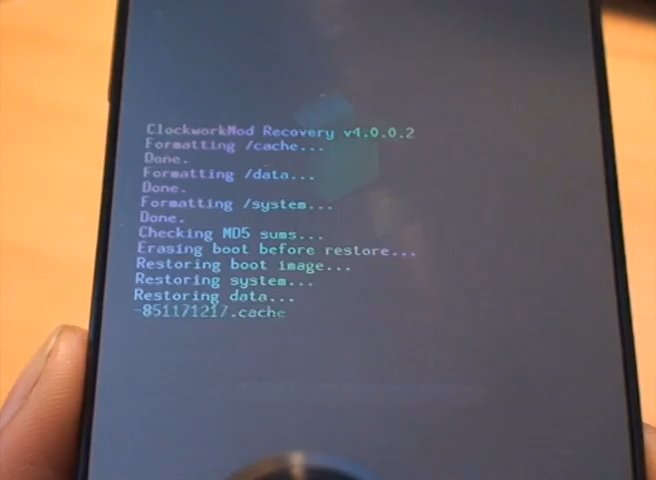 ClockworkMod Recovery v4.0.0.2
Formatting /cache...
Done.
Formatting /data...
Done.
Formatting /system...
Done.
Checking MD5 sums...
Erasing boot before restore...
Restoring boot image...
Restoring system...
Restoring data...
-851171217.cache